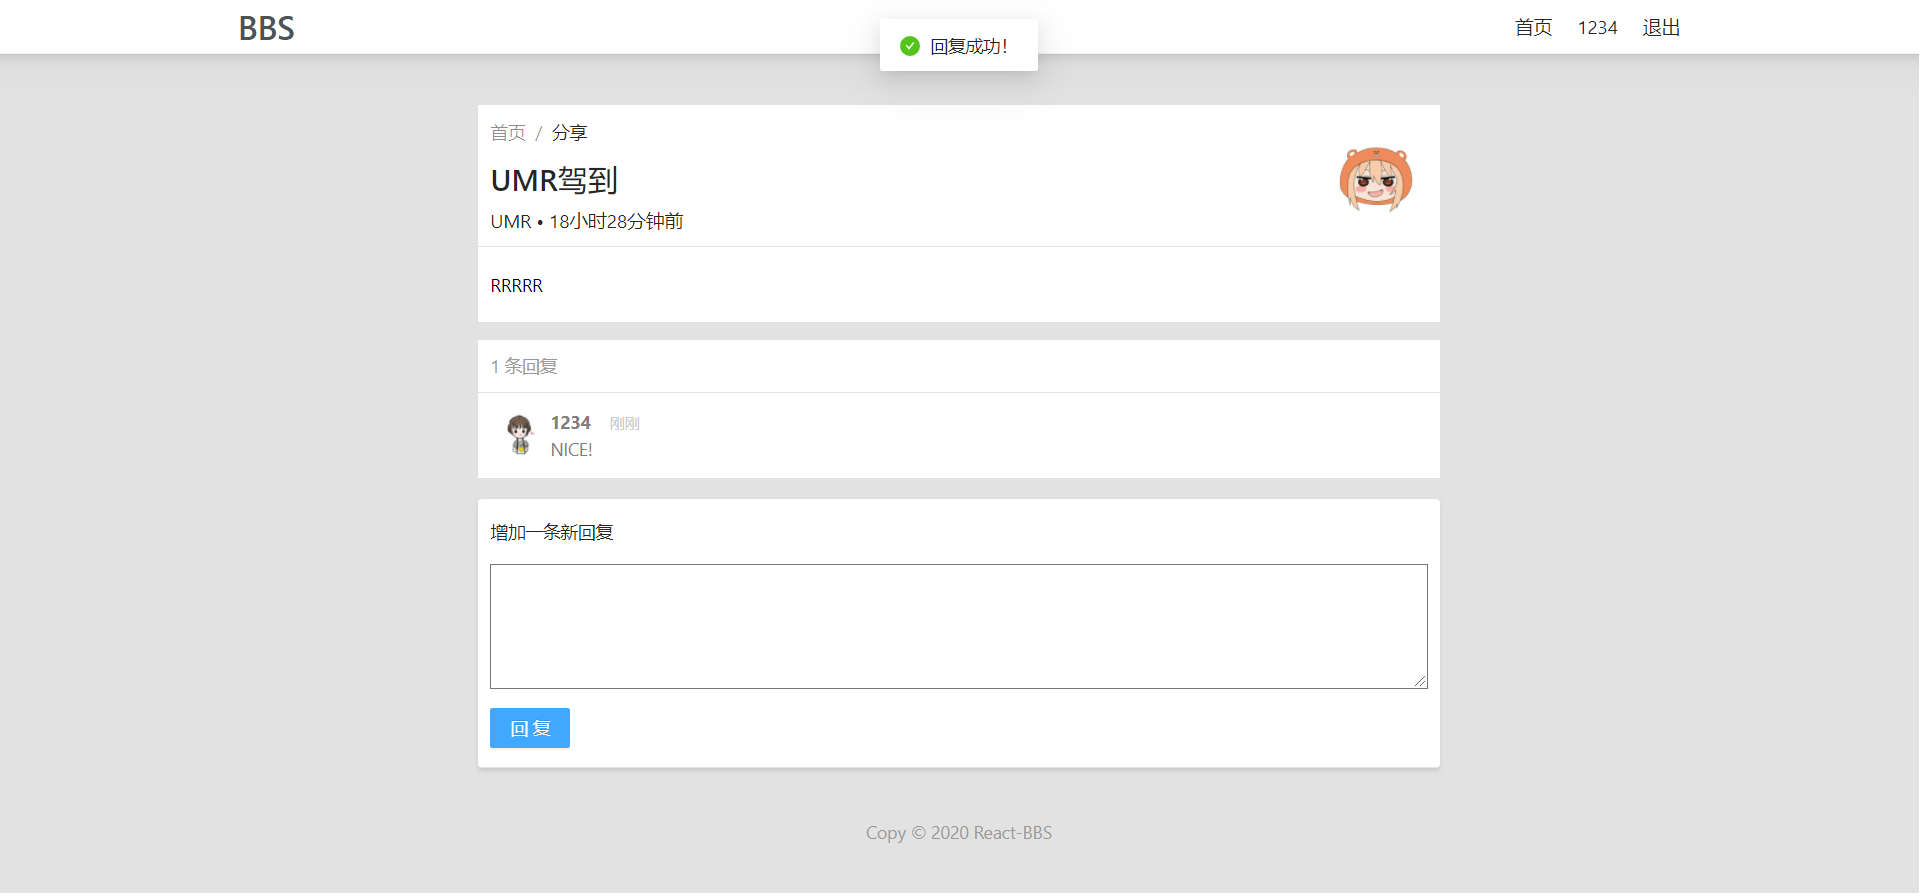 BBS
首页 1234 退出
回复成功！
首页 / 分享
UMR驾到
UMR • 18小时28分钟前
RRRRR
1 条回复
1234 刚刚
NICE!
增加一条新回复
回 复
Copy © 2020 React-BBS